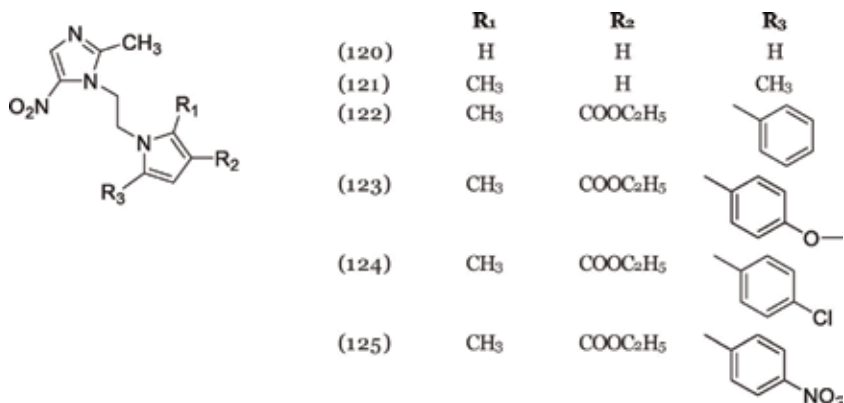 R₁ R₂ R₃
N
CH₃
N
O₂N
N
R₁
R₂
R₃
(120) H H H
(121) CH₃ H CH₃
(122) CH₃ COOC₂H₅
(123) CH₃ COOC₂H₅
O
(124) CH₃ COOC₂H₅
Cl
(125) CH₃ COOC₂H₅
NO₂